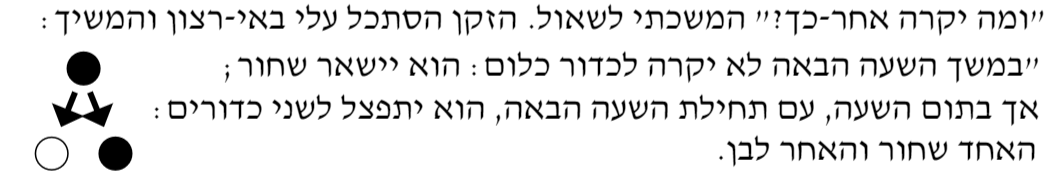 ״ומה יקרה אחר-כך?״ המשכתי לשאול. הזקן הסתכל עלי באי-רצון והמשיך:
״במשך השעה הבאה לא יקרה לכדור כלום: הוא יישאר שחור;
אך בתום השעה, עם תחילת השעה הבאה, הוא יתפצל לשני כדורים:
האחד שחור והאחר לבן.